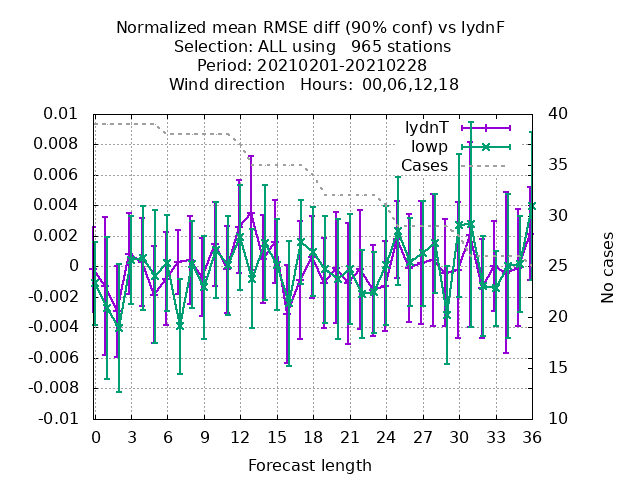 Normalized mean RMSE diff (90% conf) vs lydnF
Selection: ALL using   965 stations
Period: 20210201-20210228
Wind direction   Hours:  00,06,12,18
lydnT
lowp
Cases
0.01
0.008
0.006
0.004
0.002
0
-0.002
-0.004
-0.006
-0.008
-0.01
40
35
30
25
20
15
10
No cases
0 3 6 9 12 15 18 21 24 27 30 33 36
Forecast length